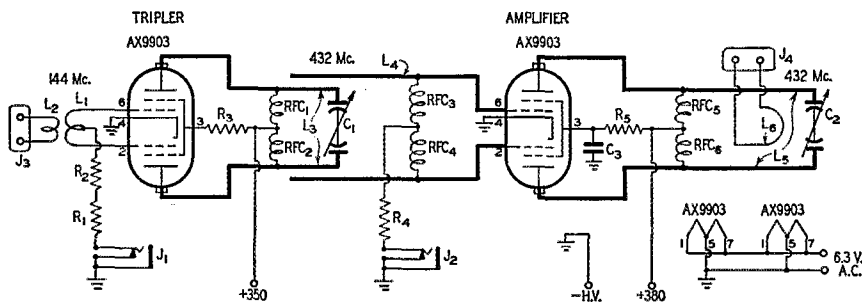 TRIPLER
AMPLIFIER
AX9903
AX9903
144 Mc.
432 Mc.
L4
J4
432 Mc.
L2
L1
6
4
2
3
R3
RFC1
L3
RFC2
C1
RFC3
RFC4
6
4
2
3
R5
C3
RFC5
RFC6
L6
L5
C2
J3
R2
R1
R4
J1
J2
+350
-H.V.
+380
AX9903
AX9903
1
5
7
1
5
7
6.3 V.
A.C.